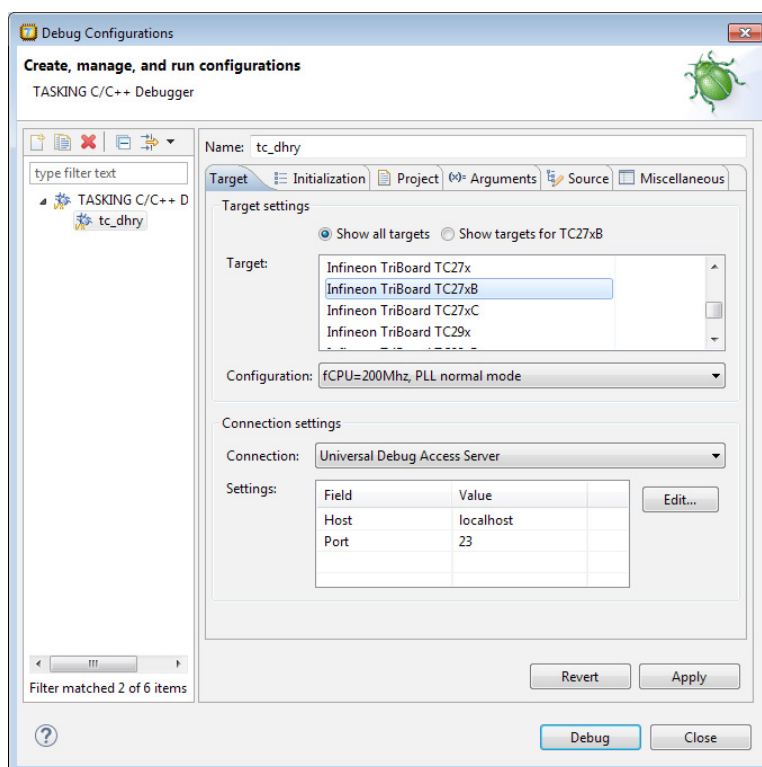 Debug Configurations
Create, manage, and run configurations
TASKING C/C++ Debugger
type filter text
TASKING C/C++ D
tc_dhry
Filter matched 2 of 6 items
Name: tc_dhry
Target Initialization Project (x)= Arguments Source Miscellaneous
Target settings
Show all targets Show targets for TC27xB
Target:
Infineon TriBoard TC27x
Infineon TriBoard TC27xB
Infineon TriBoard TC27xC
Infineon TriBoard TC29x
Configuration: fCPU=200Mhz, PLL normal mode
Connection settings
Connection: Universal Debug Access Server
Settings:
Field Value
Host localhost
Port 23
Edit...
Revert Apply
? Debug Close